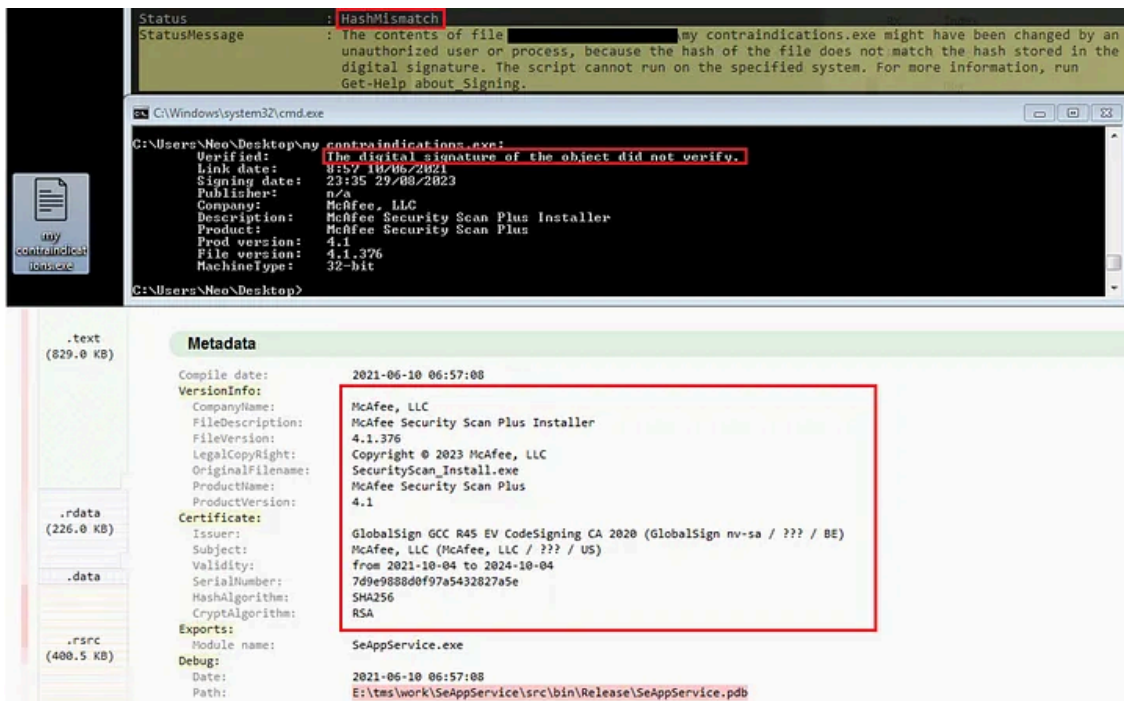 Status : HashMismatch
StatusMessage : The contents of file \my contraindications.exe might have been changed by an
unauthorized user or process, because the hash of the file does not match the hash stored in the
digital signature. The script cannot run on the specified system. For more information, run
Get-Help about_Signing.
C:\Windows\system32\cmd.exe
C:\Users\Neo\Desktop\my contraindications.exe:
Verified: The digital signature of the object did not verify.
Link date: 8:57 10/06/2021
Signing date: 23:35 29/08/2023
Publisher: n/a
Company: McAfee, LLC
Description: McAfee Security Scan Plus Installer
Product: McAfee Security Scan Plus
Prod version: 4.1
File version: 4.1.376
MachineType: 32-bit
C:\Users\Neo\Desktop>
my
contraindicat
ions.exe
.text
(829.0 KB)
.rdata
(226.0 KB)
.data
.rsrc
(400.5 KB)
Metadata
Compile date: 2021-06-10 06:57:08
VersionInfo:
CompanyName: McAfee, LLC
FileDescription: McAfee Security Scan Plus Installer
FileVersion: 4.1.376
LegalCopyRight: Copyright © 2023 McAfee, LLC
OriginalFilename: SecurityScan_Install.exe
ProductName: McAfee Security Scan Plus
ProductVersion: 4.1
Certificate:
Issuer: GlobalSign GCC R45 EV CodeSigning CA 2020 (GlobalSign nv-sa / ??? / BE)
Subject: McAfee, LLC (McAfee, LLC / ??? / US)
Validity: from 2021-10-04 to 2024-10-04
SerialNumber: 7d9e9888d0f97a5432827a5e
HashAlgorithm: SHA256
CryptAlgorithm: RSA
Exports:
Module name: SeAppService.exe
Debug:
Date: 2021-06-10 06:57:08
Path: E:\tms\work\SeAppService\src\bin\Release\SeAppService.pdb